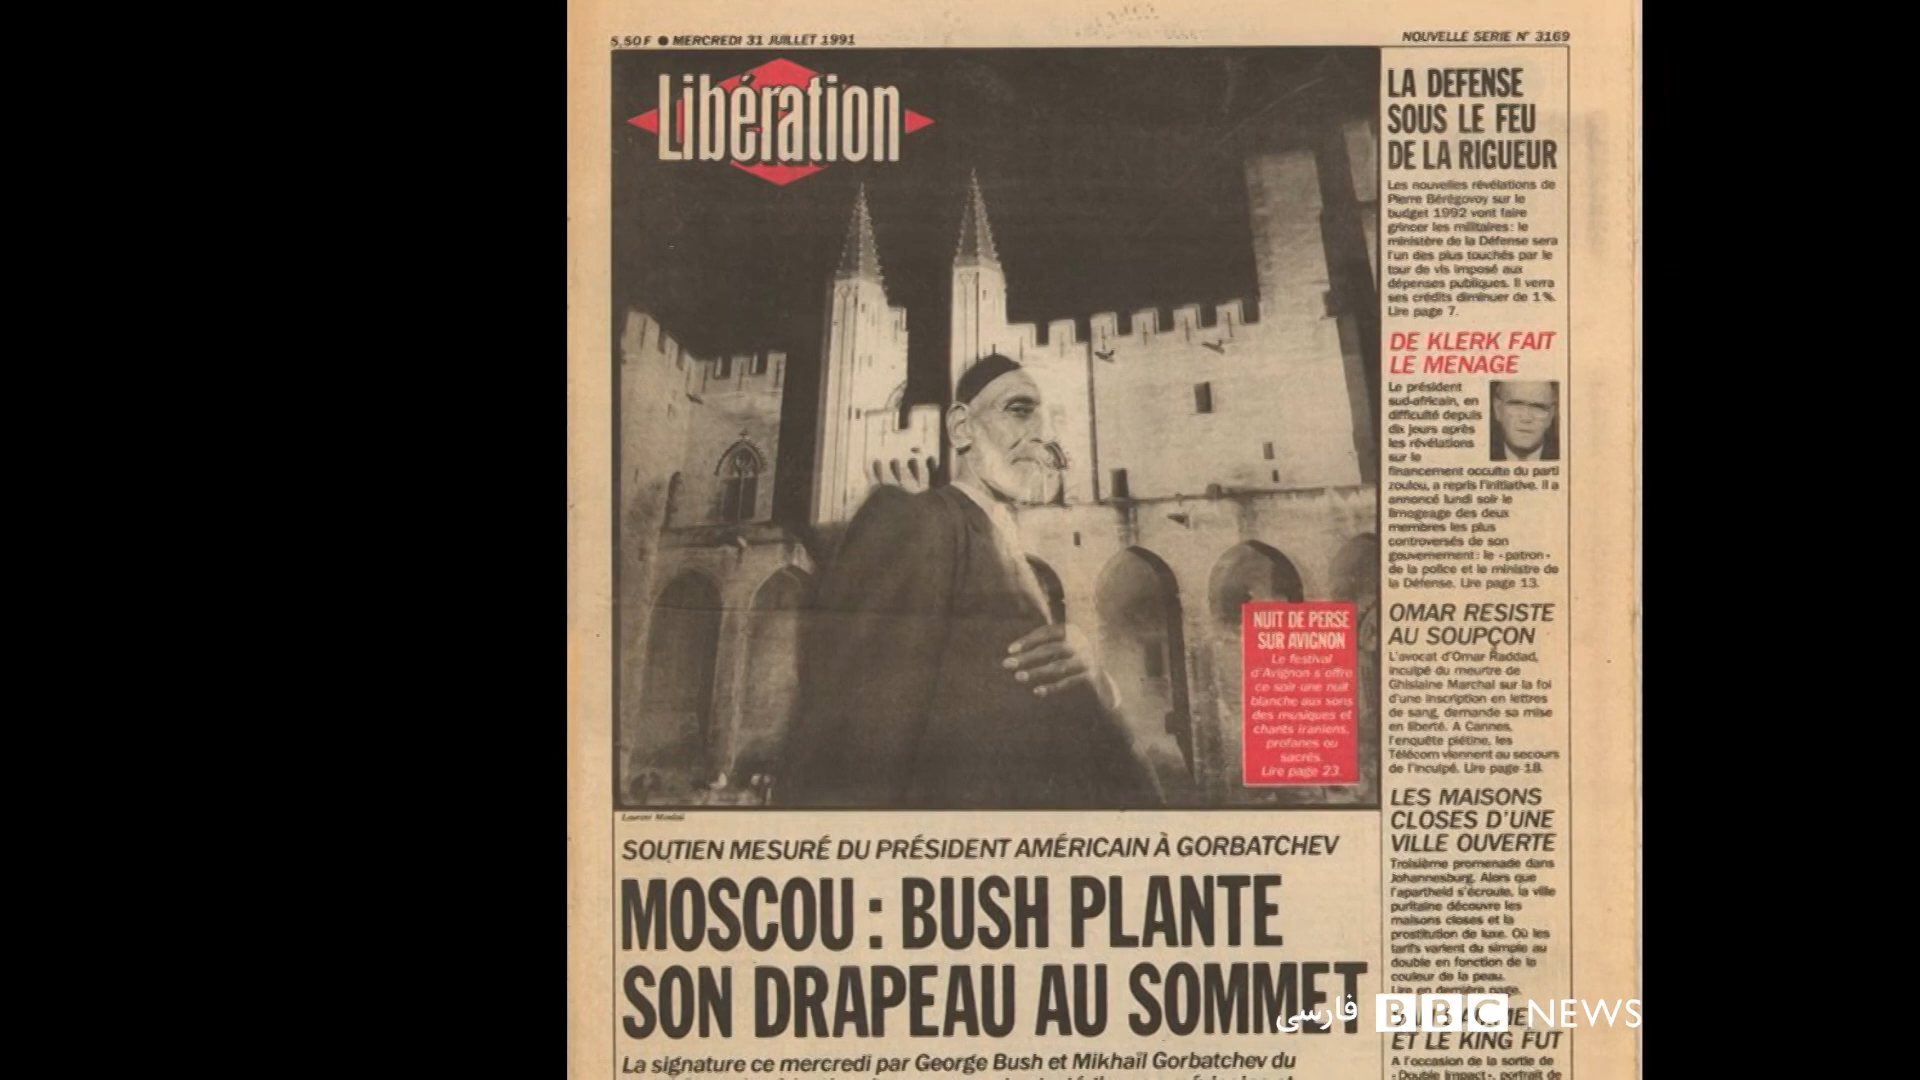 5,50F ● MERCREDI 31 JUILLET 1991
NOUVELLE SERIE N° 3169
Libération
NUIT DE PERSE
SUR AVIGNON
Le festival
d'Avignon s'offre
ce soir une nuit
blanche aux sons
des musiques et
chants iraniens,
profanes ou
sacrés.
Lire page 23.
SOUTIEN MESURÉ DU PRÉSIDENT AMÉRICAIN À GORBATCHEV
MOSCOU : BUSH PLANTE
SON DRAPEAU AU SOMMET
La signature ce mercredi par George Bush et Mikhaïl Gorbatchev du
LA DEFENSE
SOUS LE FEU
DE LA RIGUEUR
Les nouvelles révélations de
Pierre Bérégovoy sur le
budget 1992 vont faire
grincer les militaires : le
ministère de la Défense sera
l'un des plus touchés par le
tour de vis imposé aux
dépenses publiques. Il verra
ses crédits diminuer de 1%.
Lire page 7.
DE KLERK FAIT
LE MENAGE
Le président
sud-africain, en
difficulté depuis
dix jours après
les révélations
sur le
financement occulte du parti
zoulou, a repris l'initiative. Il a
annoncé lundi soir le
limogeage des deux
membres les plus
controversés de son
gouvernement : le «patron»
de la police et le ministre de
la Défense. Lire page 13.
OMAR RESISTE
AU SOUPÇON
L'avocat d'Omar Raddad,
inculpé du meurtre de
Ghislaine Marchal sur la foi
d'une inscription en lettres
de sang, demande sa mise
en liberté. A Cannes,
l'enquête piétine, les
Télécom viennent au secours
de l'inculpé. Lire page 18.
LES MAISONS
CLOSES D'UNE
VILLE OUVERTE
Troisième promenade dans
Johannesburg. Alors que
l'apartheid s'écroule, la ville
puritaine découvre les
maisons closes et la
prostitution de luxe. Où les
tarifs varient du simple au
double en fonction de la
couleur de la peau.
Lire en dernière page.
ET LE KING FUT
A l'occasion de la sortie de
«Double Impact», portrait de
BBC NEWS فارسی